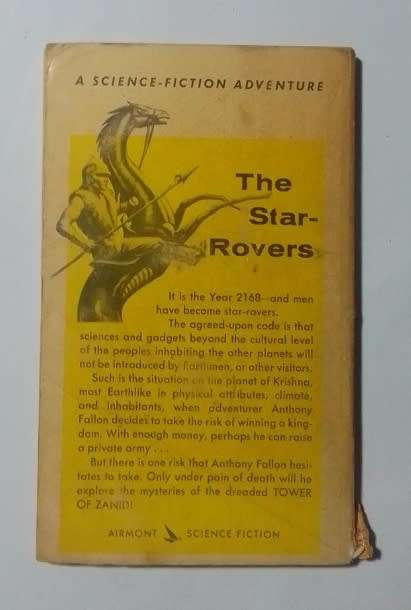 A SCIENCE-FICTION ADVENTURE
The
Star-
Rovers
It is the Year 2168—and men
have become star-rovers.
The agreed-upon code is that
sciences and gadgets beyond the cultural level
of the peoples inhabiting the other planets will
not be introduced by Earthmen, or other visitors.
Such is the situation on the planet of Krishna,
most Earthlike in physical attributes, climate,
and inhabitants, when adventurer Anthony
Fallon decides to take the risk of winning a king-
dom. With enough money, perhaps he can raise
a private army . . .
But there is one risk that Anthony Fallon hesi-
tates to take. Only under pain of death will he
explore the mysteries of the dreaded TOWER
OF ZANID!
AIRMONT SCIENCE FICTION